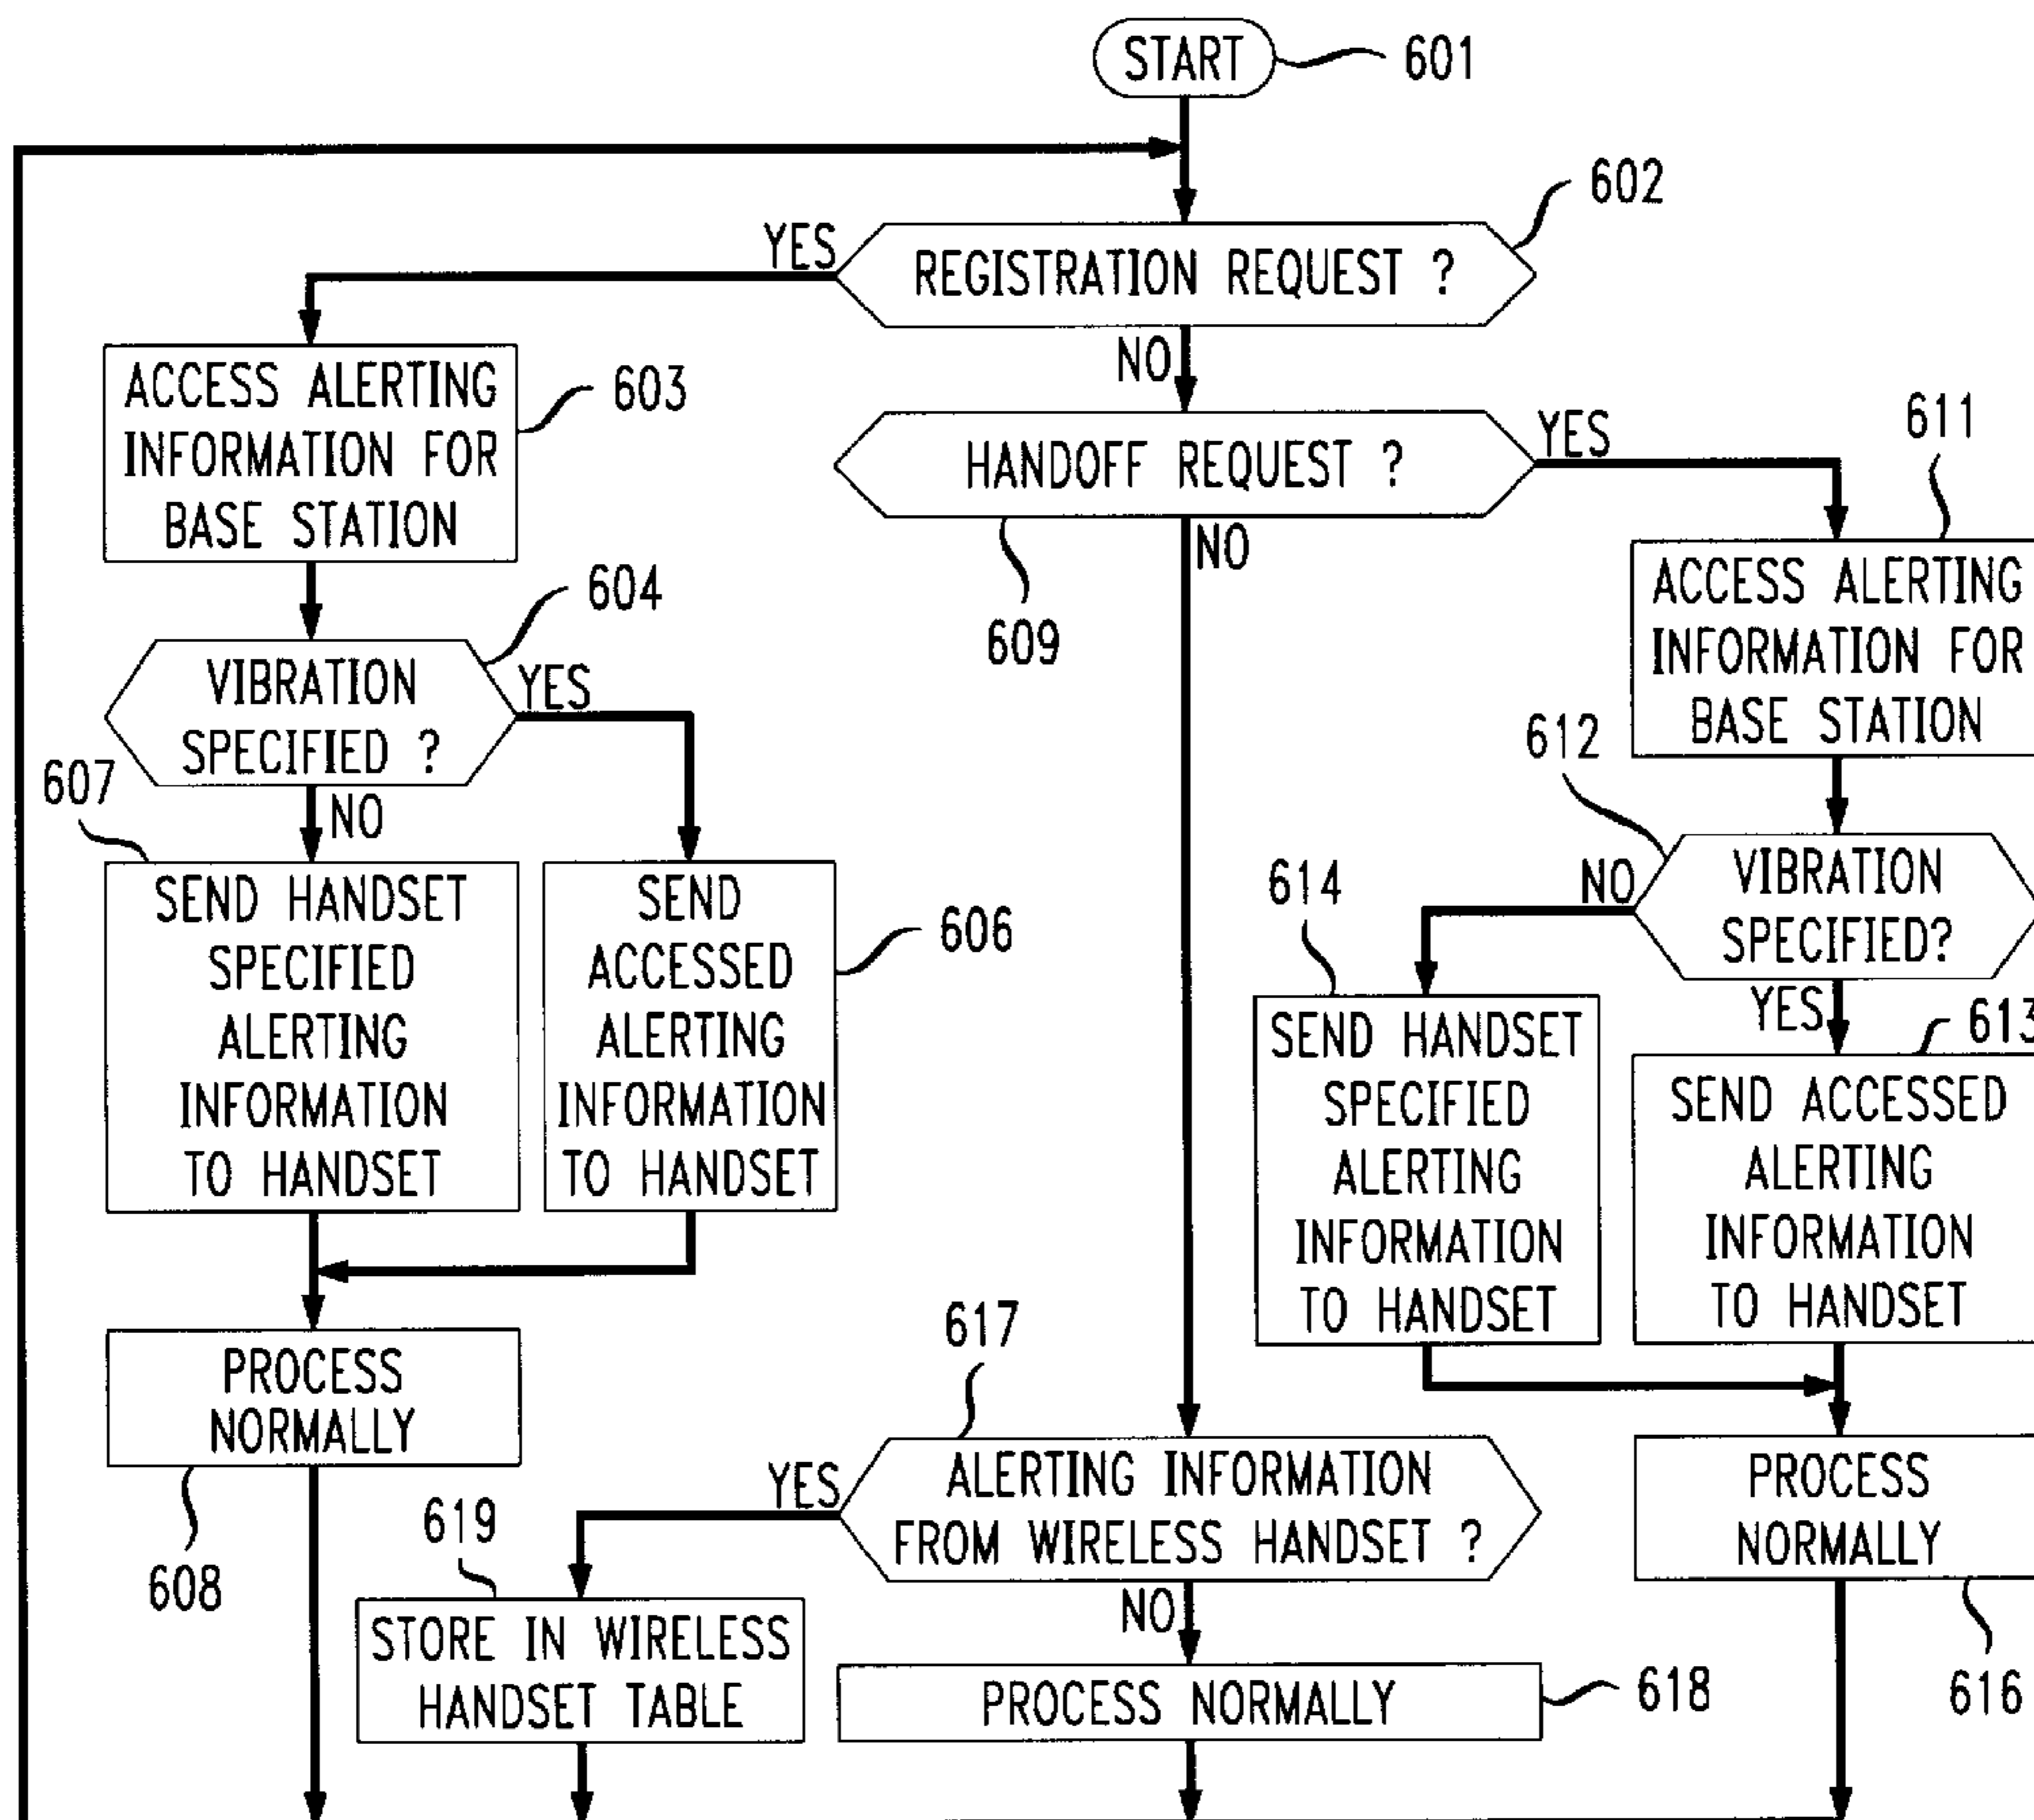 START
601
602
YES
REGISTRATION REQUEST ?
NO
ACCESS ALERTING
INFORMATION FOR
BASE STATION
603
HANDOFF REQUEST ?
YES
611
609
NO
604
VIBRATION
SPECIFIED ?
YES
607
NO
ACCESS ALERTING
INFORMATION FOR
BASE STATION
612
VIBRATION
SPECIFIED?
NO
YES
614
613
SEND HANDSET
SPECIFIED
ALERTING
INFORMATION
TO HANDSET
SEND
ACCESSED
ALERTING
INFORMATION
TO HANDSET
606
SEND HANDSET
SPECIFIED
ALERTING
INFORMATION
TO HANDSET
SEND ACCESSED
ALERTING
INFORMATION
TO HANDSET
PROCESS
NORMALLY
608
617
YES
ALERTING INFORMATION
FROM WIRELESS HANDSET ?
NO
619
STORE IN WIRELESS
HANDSET TABLE
PROCESS NORMALLY
618
PROCESS
NORMALLY
616